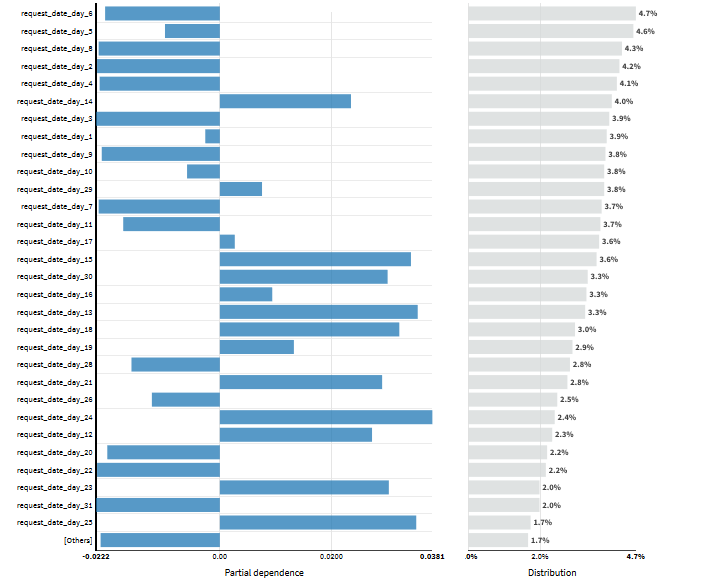 request_date_day_6 4.7%
request_date_day_5 4.6%
request_date_day_8 4.3%
request_date_day_2 4.2%
request_date_day_4 4.1%
request_date_day_14 4.0%
request_date_day_3 3.9%
request_date_day_1 3.9%
request_date_day_9 3.8%
request_date_day_10 3.8%
request_date_day_29 3.8%
request_date_day_7 3.7%
request_date_day_11 3.7%
request_date_day_17 3.6%
request_date_day_15 3.6%
request_date_day_30 3.3%
request_date_day_16 3.3%
request_date_day_13 3.3%
request_date_day_18 3.0%
request_date_day_19 2.9%
request_date_day_28 2.8%
request_date_day_21 2.8%
request_date_day_26 2.5%
request_date_day_24 2.4%
request_date_day_12 2.3%
request_date_day_20 2.2%
request_date_day_22 2.2%
request_date_day_23 2.0%
request_date_day_31 2.0%
request_date_day_25 1.7%
[Others] 1.7%
-0.0222 0.00 0.0200 0.0381 .0% 2.0% 4.7%
Partial dependence Distribution